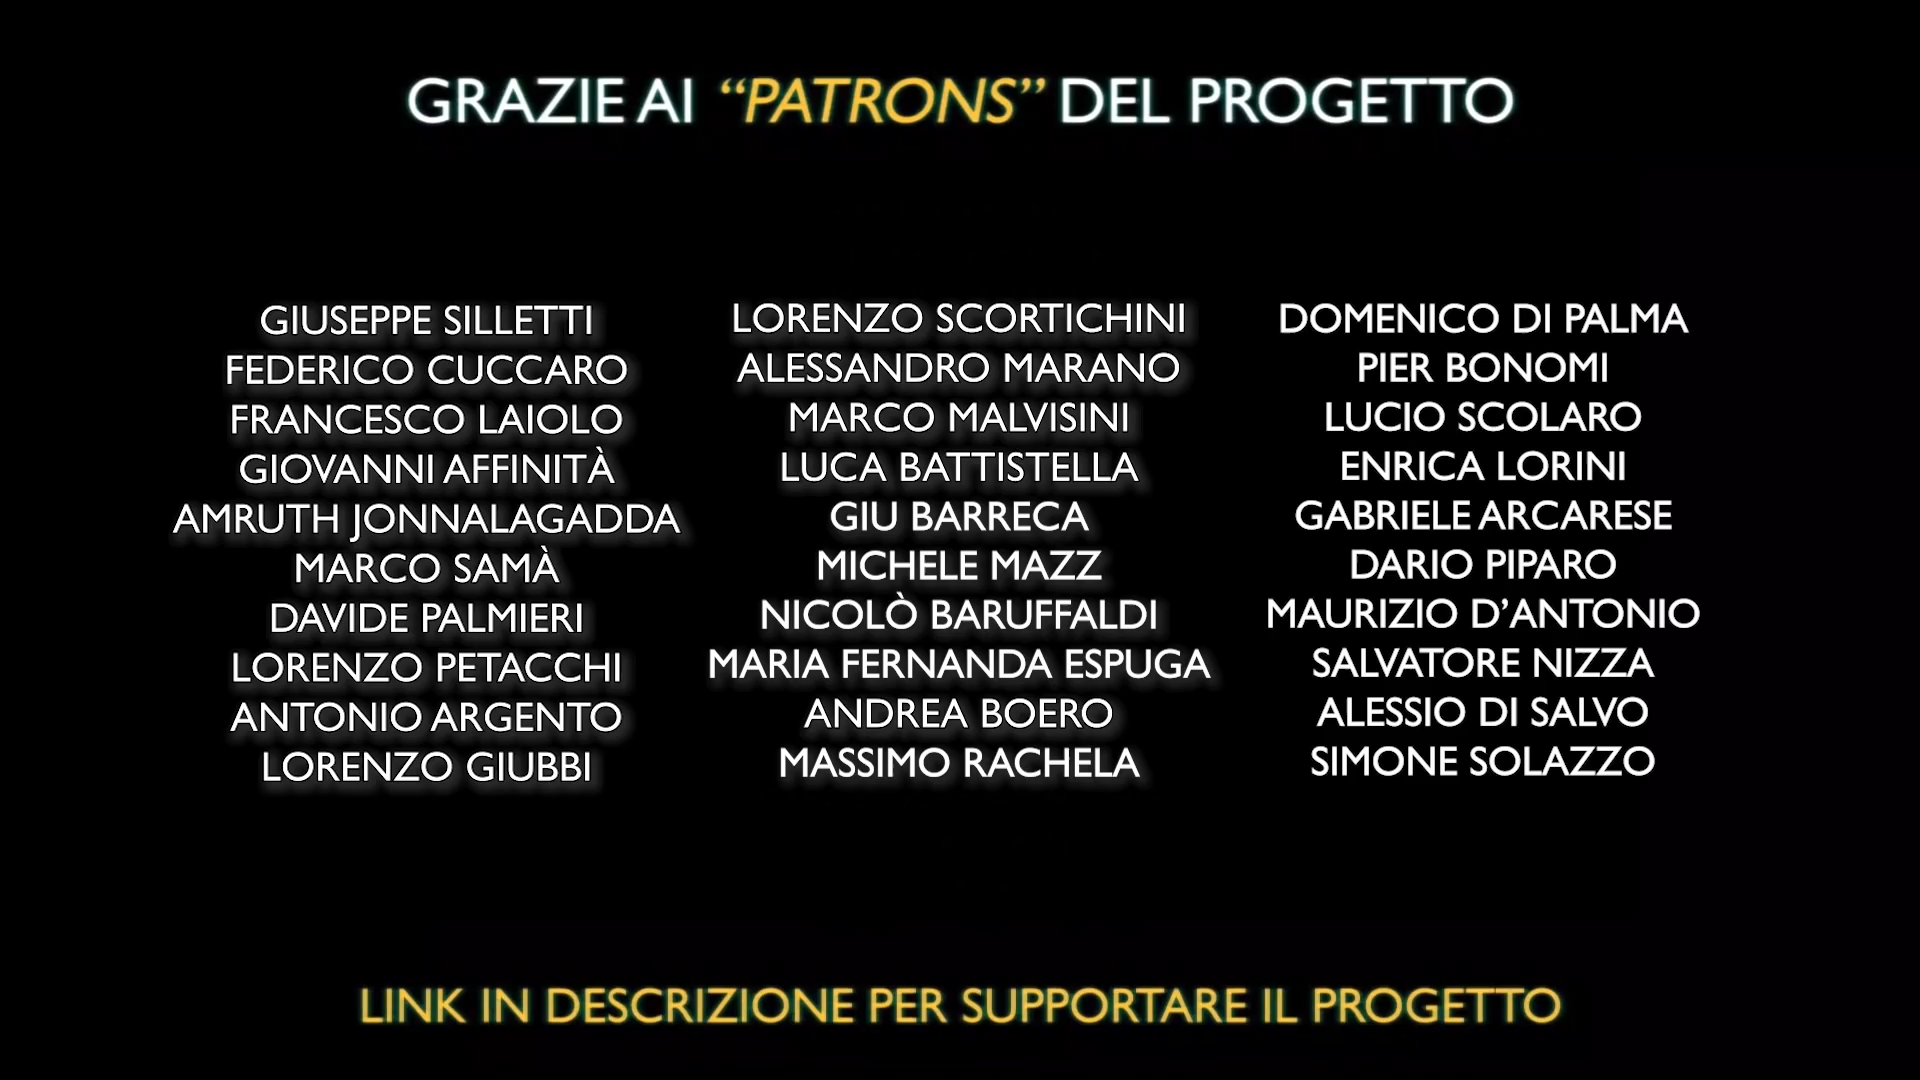 GRAZIE AI “PATRONS” DEL PROGETTO
GIUSEPPE SILLETTI
FEDERICO CUCCARO
FRANCESCO LAIOLO
GIOVANNI AFFINITÀ
AMRUTH JONNALAGADDA
MARCO SAMÀ
DAVIDE PALMIERI
LORENZO PETACCHI
ANTONIO ARGENTO
LORENZO GIUBBI
LORENZO SCORTICHINI
ALESSANDRO MARANO
MARCO MALVISINI
LUCA BATTISTELLA
GIU BARRECA
MICHELE MAZZ
NICOLÒ BARUFFALDI
MARIA FERNANDA ESPUGA
ANDREA BOERO
MASSIMO RACHELA
DOMENICO DI PALMA
PIER BONOMI
LUCIO SCOLARO
ENRICA LORINI
GABRIELE ARCARESE
DARIO PIPARO
MAURIZIO D’ANTONIO
SALVATORE NIZZA
ALESSIO DI SALVO
SIMONE SOLAZZO
LINK IN DESCRIZIONE PER SUPPORTARE IL PROGETTO